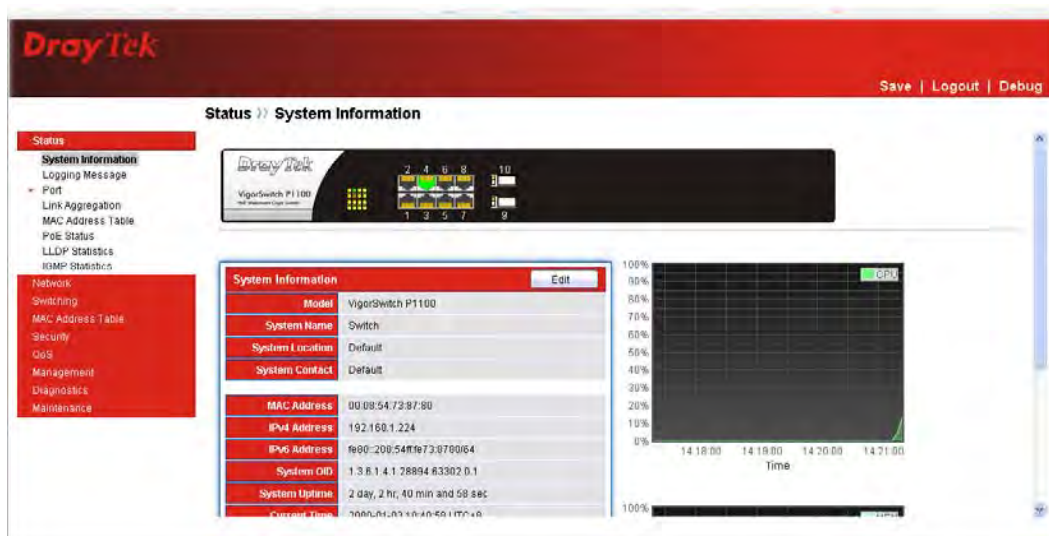 DrayTek
Save | Logout | Debug
Status » System Information
Status
System Information
Logging Message
Port
Link Aggregation
MAC Address Table
PoE Status
LLDP Statistics
IGMP Statistics
Network
Switching
MAC Address Table
Security
QoS
Management
Diagnostics
Maintenance
DrayTek
VigorSwitch P1100
2 4 6 8 10
1 3 5 7 9
System Information Edit
Model VigorSwitch P1100
System Name Switch
System Location Default
System Contact Default
MAC Address 00:08:54:73:87:80
IPv4 Address 192.168.1.224
IPv6 Address
System OID
System Uptime 2 day, 2 hr, 40 min and 58 sec
Current Time
CPU
100%
90%
80%
70%
60%
50%
40%
30%
20%
10%
0%
14:18:00 14:19:00 14:20:00 14:21:00
Time
100%